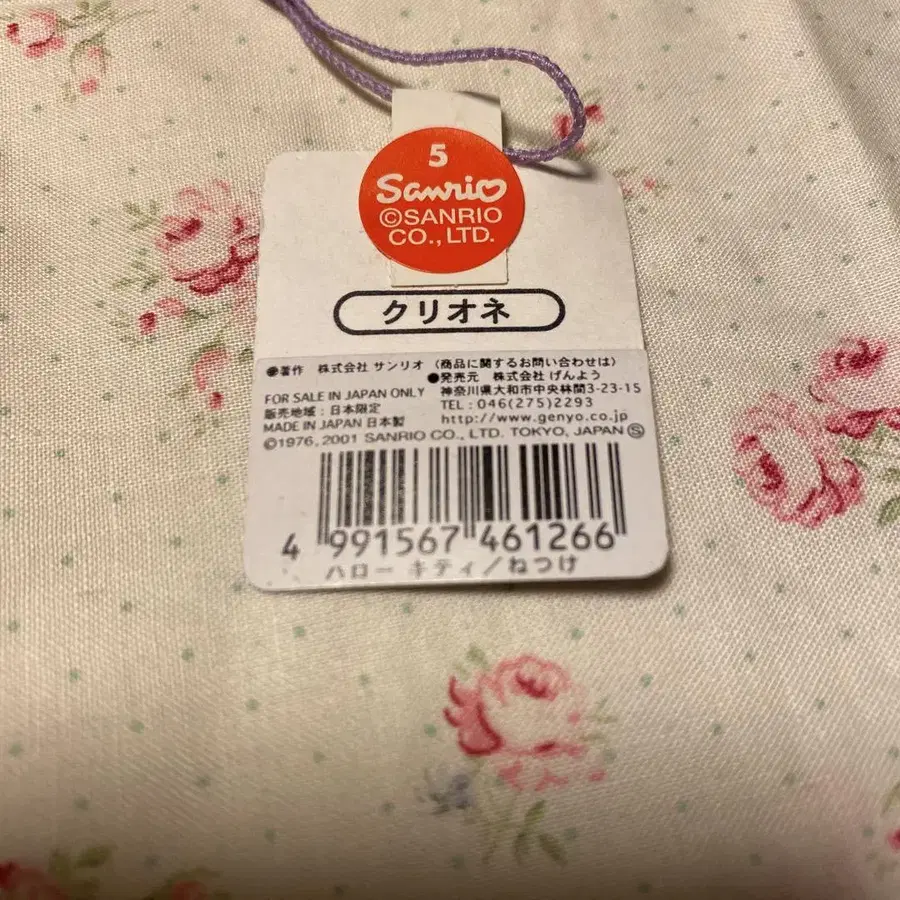 5
Sanrio
©SANRIO
CO.,LTD.
クリオネ
●著作 株式会社 サンリオ (商品に関するお問い合わせは)
●発売元 株式会社 げんよう
FOR SALE IN JAPAN ONLY 神奈川県大和市中央林間3-23-15
販売地域:日本限定 TEL:046(275)2293
MADE IN JAPAN 日本製 http://www.genyo.co.jp
©1976, 2001 SANRIO CO., LTD. TOKYO, JAPAN Ⓢ
4 991567 461266
ハロー キティ/ねつけ